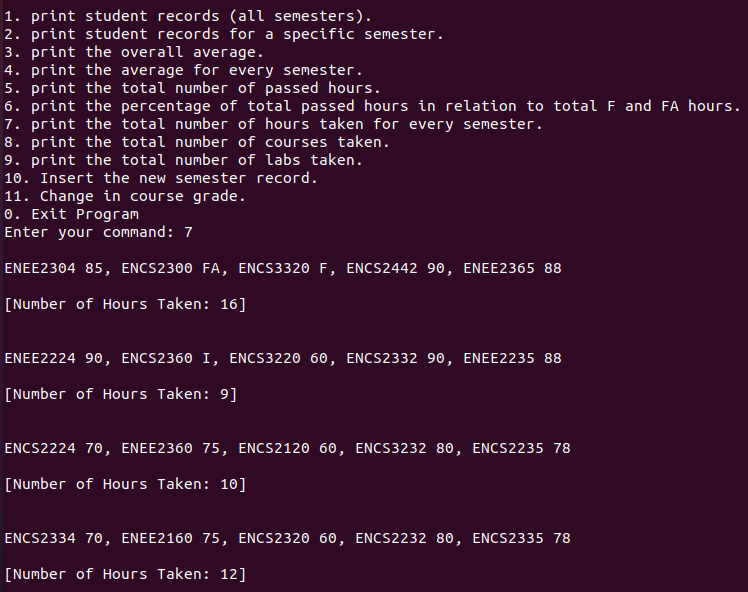 1. print student records (all semesters).
2. print student records for a specific semester.
3. print the overall average.
4. print the average for every semester.
5. print the total number of passed hours.
6. print the percentage of total passed hours in relation to total F and FA hours.
7. print the total number of hours taken for every semester.
8. print the total number of courses taken.
9. print the total number of labs taken.
10. Insert the new semester record.
11. Change in course grade.
0. Exit Program
Enter your command: 7
ENEE2304 85, ENCS2300 FA, ENCS3320 F, ENCS2442 90, ENEE2365 88
[Number of Hours Taken: 16]
ENEE2224 90, ENCS2360 I, ENCS3220 60, ENCS2332 90, ENEE2235 88
[Number of Hours Taken: 9]
ENCS2224 70, ENEE2360 75, ENCS2120 60, ENCS3232 80, ENCS2235 78
[Number of Hours Taken: 10]
ENCS2334 70, ENEE2160 75, ENCS2320 60, ENCS2232 80, ENCS2335 78
[Number of Hours Taken: 12]